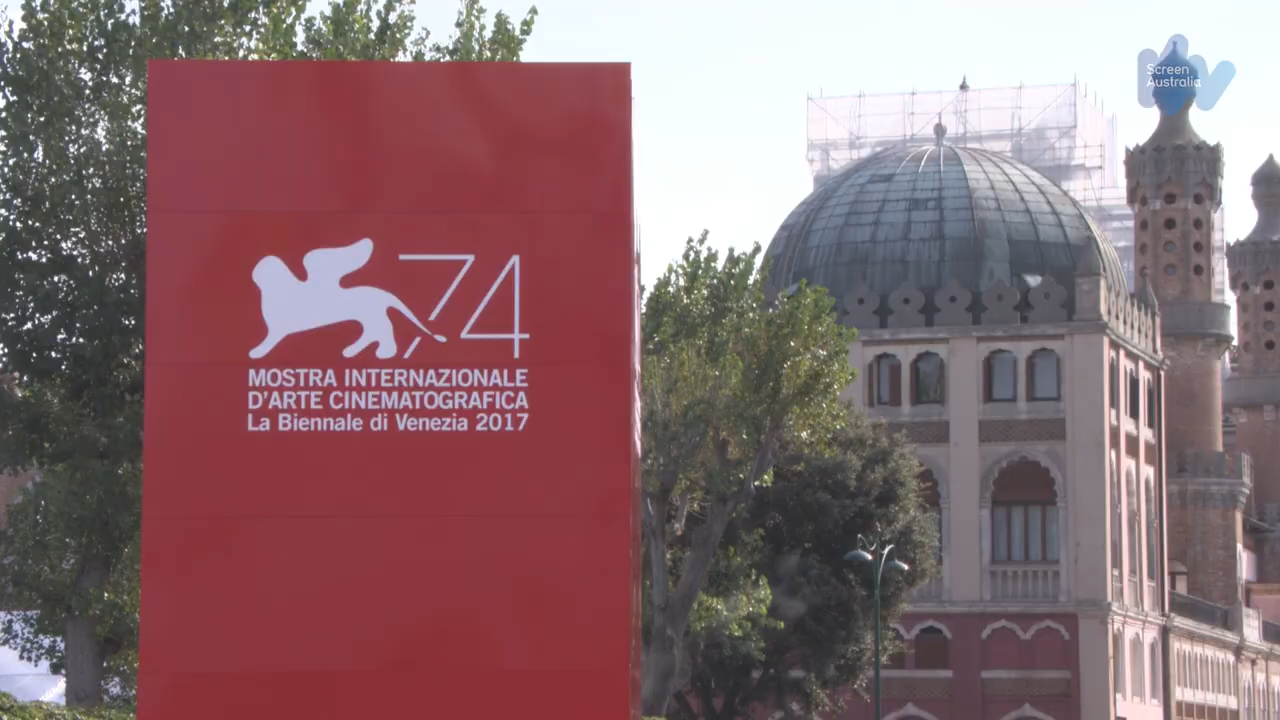 74
MOSTRA INTERNAZIONALE
D'ARTE CINEMATOGRAFICA
La Biennale di Venezia 2017
Screen
Australia